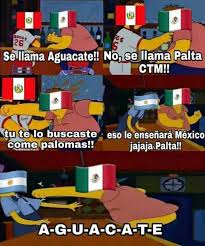 Se llama Aguacate!!
No, se llama Palta
CTM!!
26
tu te lo buscaste
come palomas!!
eso le enseñará México
jajaja.Palta!!
A-G-U-A-C-A-T-E